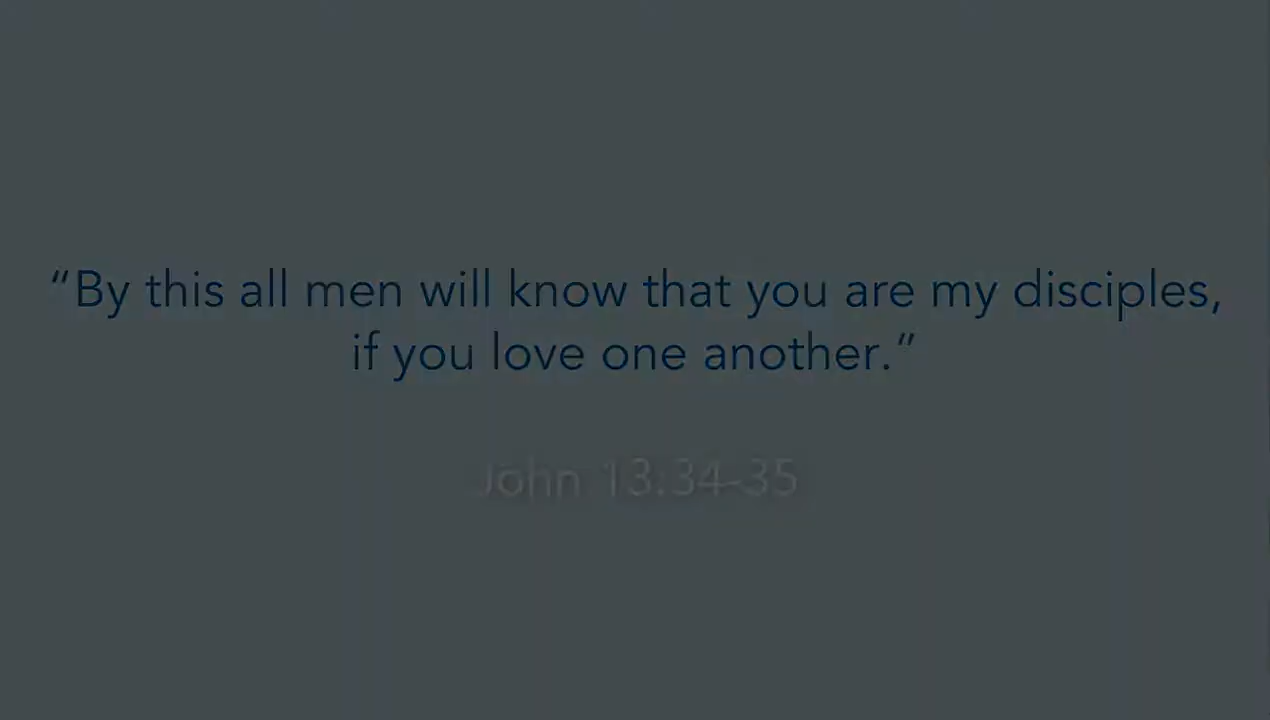 “By this all men will know that you are my disciples,
if you love one another.”
John 13:34-35